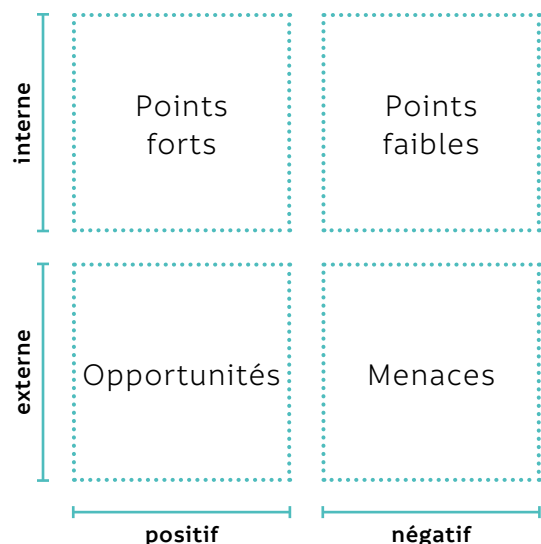 interne
Points
forts
Points
faibles
externe
Opportunités
Menaces
positif
négatif